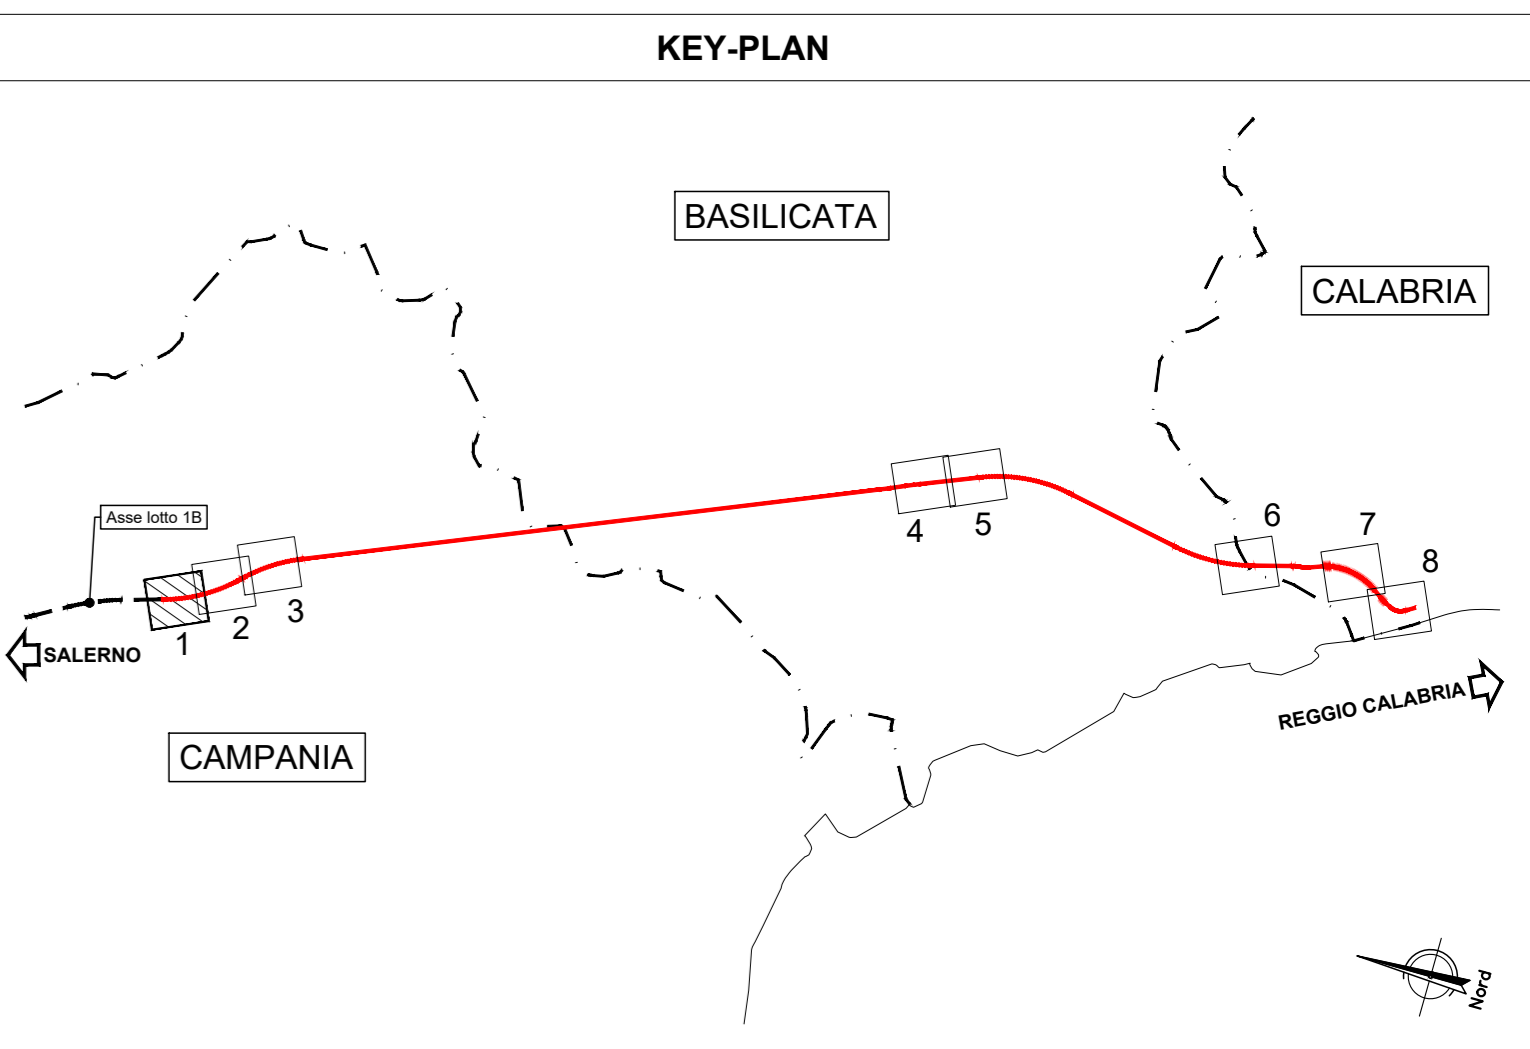 KEY-PLAN
BASILICATA
CALABRIA
Asse lotto 1B
1
2
3
4
5
6
7
8
SALERNO
REGGIO CALABRIA
CAMPANIA
Nord